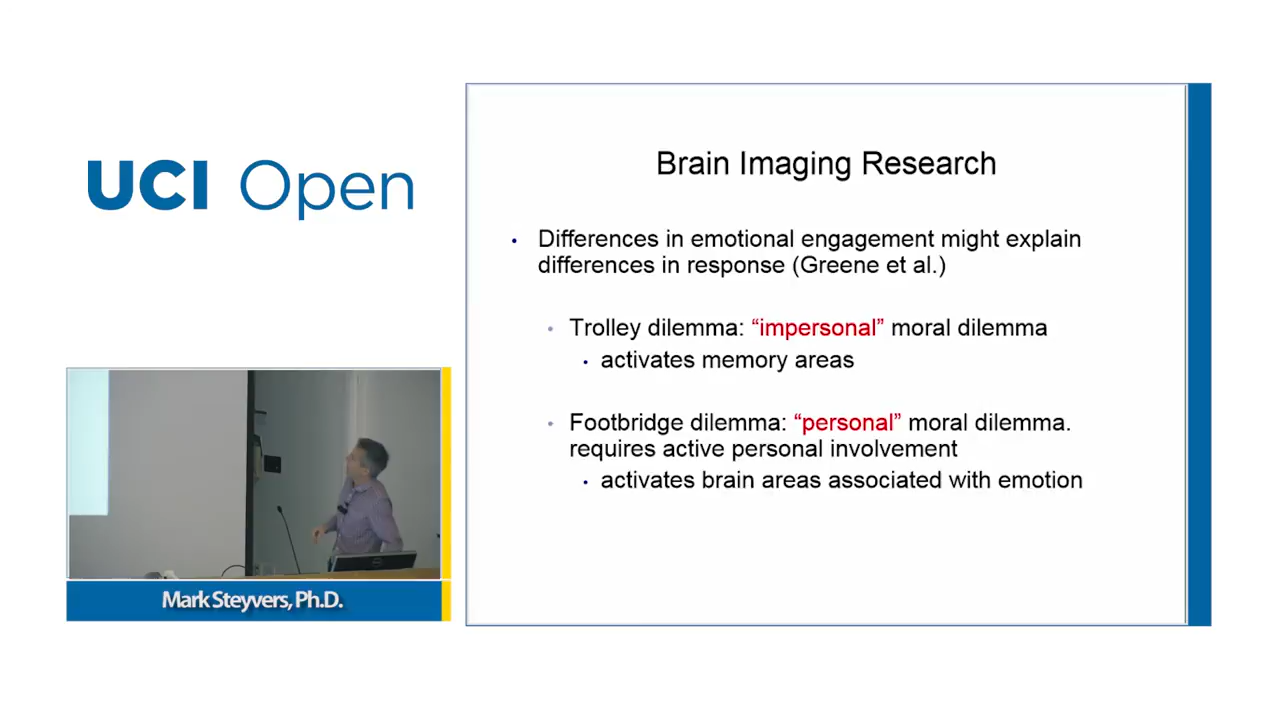 UCI Open
Brain Imaging Research
• Differences in emotional engagement might explain
differences in response (Greene et al.)
• Trolley dilemma: “impersonal” moral dilemma
• activates memory areas
• Footbridge dilemma: “personal” moral dilemma.
requires active personal involvement
• activates brain areas associated with emotion
Mark Steyvers, Ph.D.